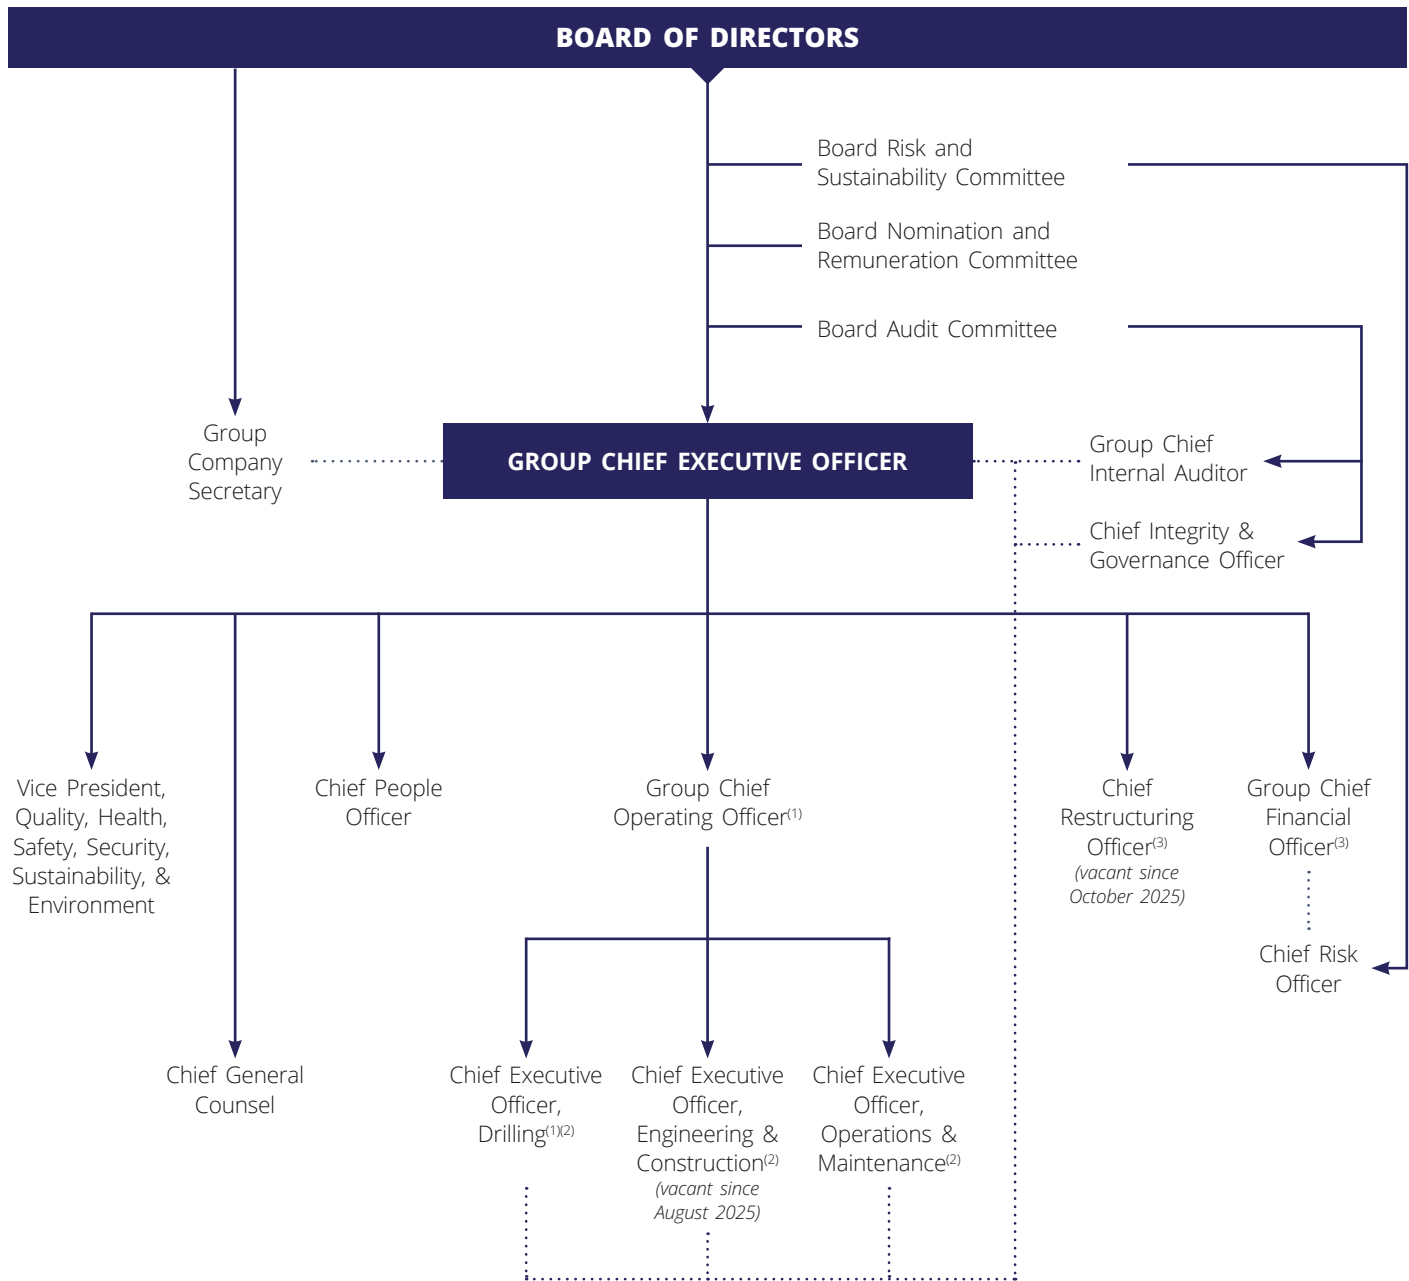 BOARD OF DIRECTORS
Board Risk and
Sustainability Committee
Board Nomination and
Remuneration Committee
Board Audit Committee
Group
Company
Secretary
GROUP CHIEF EXECUTIVE OFFICER
Group Chief
Internal Auditor
Chief Integrity &
Governance Officer
Vice President,
Quality, Health,
Safety, Security,
Sustainability, &
Environment
Chief People
Officer
Group Chief
Operating Officer(1)
Chief
Restructuring
Officer(3)
(vacant since
October 2025)
Group Chief
Financial
Officer(3)
Chief Risk
Officer
Chief General
Counsel
Chief Executive
Officer,
Drilling(1)(2)
Chief Executive
Officer,
Engineering &
Construction(2)
(vacant since
August 2025)
Chief Executive
Officer,
Operations &
Maintenance(2)